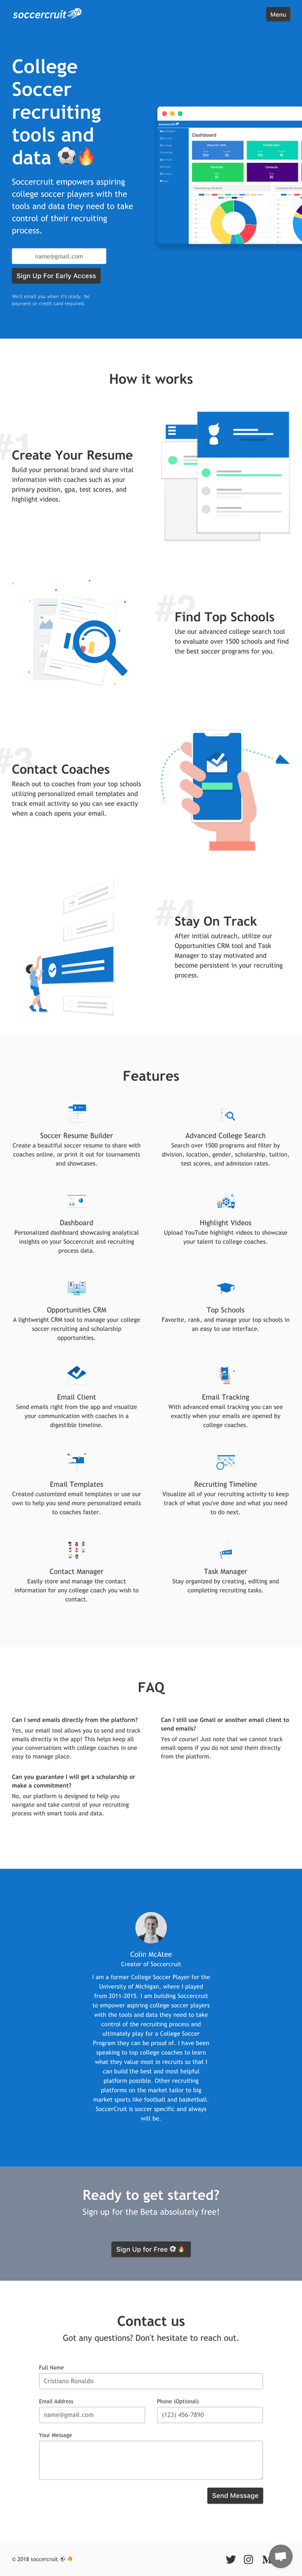 soccercruit
Menu
College
Soccer
recruiting
tools and
data ⚽🔥
Soccercruit empowers aspiring
college soccer players with the
tools and data they need to take
control of their recruiting
process.
name@gmail.com
Sign Up For Early Access
We'll email you when it's ready. No
payment or credit card required.
Dashboard
How it works
#1
Create Your Resume
Build your personal brand and share vital
information with coaches such as your
primary position, gpa, test scores, and
highlight videos.
#2
Find Top Schools
Use our advanced college search tool
to evaluate over 1500 schools and find
the best soccer programs for you.
#3
Contact Coaches
Reach out to coaches from your top schools
utilizing personalized email templates and
track email activity so you can see exactly
when a coach opens your email.
#4
Stay On Track
After initial outreach, utilize our
Opportunities CRM tool and Task
Manager to stay motivated and
become persistent in your recruiting
process.
Features
Soccer Resume Builder
Create a beautiful soccer resume to share with
coaches online, or print it out for tournaments
and showcases.
Advanced College Search
Search over 1500 programs and filter by
division, location, gender, scholarship, tuition,
test scores, and admission rates.
Dashboard
Personalized dashboard showcasing analytical
insights on your Soccercruit and recruiting
process data.
Highlight Videos
Upload YouTube highlight videos to showcase
your talent to college coaches.
Opportunities CRM
A lightweight CRM tool to manage your college
soccer recruiting and scholarship
opportunities.
Top Schools
Favorite, rank, and manage your top schools in
an easy to use interface.
Email Client
Send emails right from the app and visualize
your communication with coaches in a
digestible timeline.
Email Tracking
With advanced email tracking you can see
exactly when your emails are opened by
college coaches.
Email Templates
Created customized email templates or use our
own to help you send more personalized emails
to coaches faster.
Recruiting Timeline
Visualize all of your recruiting activity to keep
track of what you've done and what you need
to do next.
Contact Manager
Easily store and manage the contact
information for any college coach you wish to
contact.
Task Manager
Stay organized by creating, editing and
completing recruiting tasks.
FAQ
Can I send emails directly from the platform?
Yes, our email tool allows you to send and track
emails directly in the app! This helps keep all
your conversations with college coaches in one
easy to manage place.
Can I still use Gmail or another email client to
send emails?
Yes of course! Just note that we cannot track
email opens if you do not send them directly
from the platform.
Can you guarantee I will get a scholarship or
make a commitment?
No, our platform is designed to help you
navigate and take control of your recruiting
process with smart tools and data.
Colin McAtee
Creator of Soccercruit
I am a former College Soccer Player for the
University of Michigan, where I played
from 2011-2015. I am building Soccercruit
to empower aspiring college soccer players
with the tools and data they need to take
control of the recruiting process and
ultimately play for a College Soccer
Program they can be proud of. I have been
speaking to top college coaches to learn
what they value most in recruits so that I
can build the best and most helpful
platform possible. Other recruiting
platforms on the market tailor to big
market sports like football and basketball.
SoccerCruit is soccer specific and always
will be.
Ready to get started?
Sign up for the Beta absolutely free!
Sign Up for Free ⚽ 🔥
Contact us
Got any questions? Don't hesitate to reach out.
Full Name
Cristiano Ronaldo
Email Address
name@gmail.com
Phone (Optional)
(123) 456-7890
Your Message
Send Message
© 2018 soccercruit ⚽ 🔥